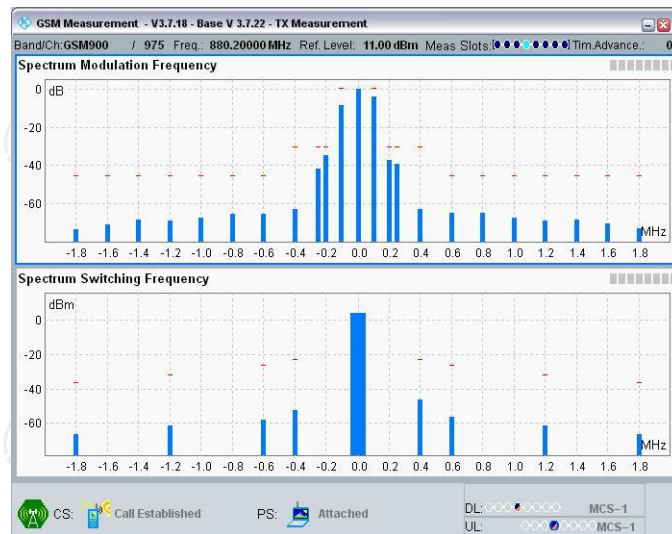 GSM Measurement - V3.7.18 - Base V 3.7.22 - TX Measurement
Band/Ch:GSM900 / 975 Freq.: 880.20000 MHz Ref. Level: 11.00 dBm Meas Slots: Tim.Advance.: 0
Spectrum Modulation Frequency
dB
0
-20
-40
-60
MHz
-1.8 -1.6 -1.4 -1.2 -1.0 -0.8 -0.6 -0.4 -0.2 0.0 0.2 0.4 0.6 0.8 1.0 1.2 1.4 1.6 1.8
Spectrum Switching Frequency
dBm
0
-20
-40
-60
MHz
-1.8 -1.6 -1.4 -1.2 -1.0 -0.8 -0.6 -0.4 -0.2 0.0 0.2 0.4 0.6 0.8 1.0 1.2 1.4 1.6 1.8
CS: Call Established PS: Attached
DL: MCS-1
UL: MCS-1